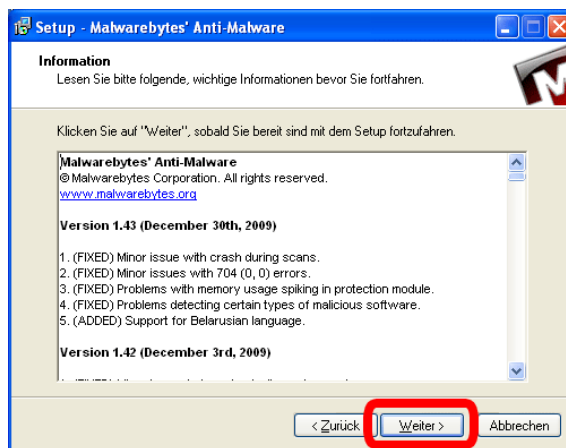 Setup - Malwarebytes' Anti-Malware
Information
Lesen Sie bitte folgende, wichtige Informationen bevor Sie fortfahren.
Klicken Sie auf "Weiter", sobald Sie bereit sind mit dem Setup fortzufahren.
Malwarebytes' Anti-Malware
© Malwarebytes Corporation. All rights reserved.
www.malwarebytes.org
Version 1.43 (December 30th, 2009)
1. (FIXED) Minor issue with crash during scans.
2. (FIXED) Minor issues with 704 (0, 0) errors.
3. (FIXED) Problems with memory usage spiking in protection module.
4. (FIXED) Problems detecting certain types of malicious software.
5. (ADDED) Support for Belarusian language.
Version 1.42 (December 3rd, 2009)
< Zurück Weiter > Abbrechen